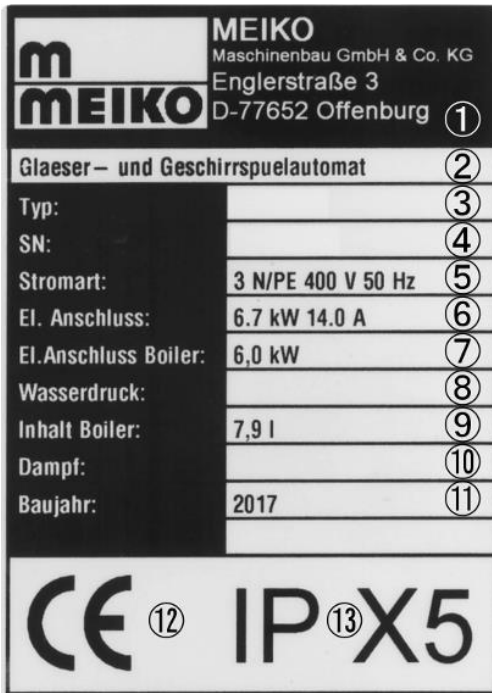 m
MEIKO
MEIKO
Maschinenbau GmbH & Co. KG
Englerstraße 3
D-77652 Offenburg ①
Glaeser– und Geschirrspuelautomat ②
Typ: ③
SN: ④
Stromart: 3 N/PE 400 V 50 Hz ⑤
El. Anschluss: 6.7 kW 14.0 A ⑥
El.Anschluss Boiler: 6,0 kW ⑦
Wasserdruck: ⑧
Inhalt Boiler: 7,9 l ⑨
Dampf: ⑩
Baujahr: 2017 ⑪
CE ⑫ IP ⑬ X5